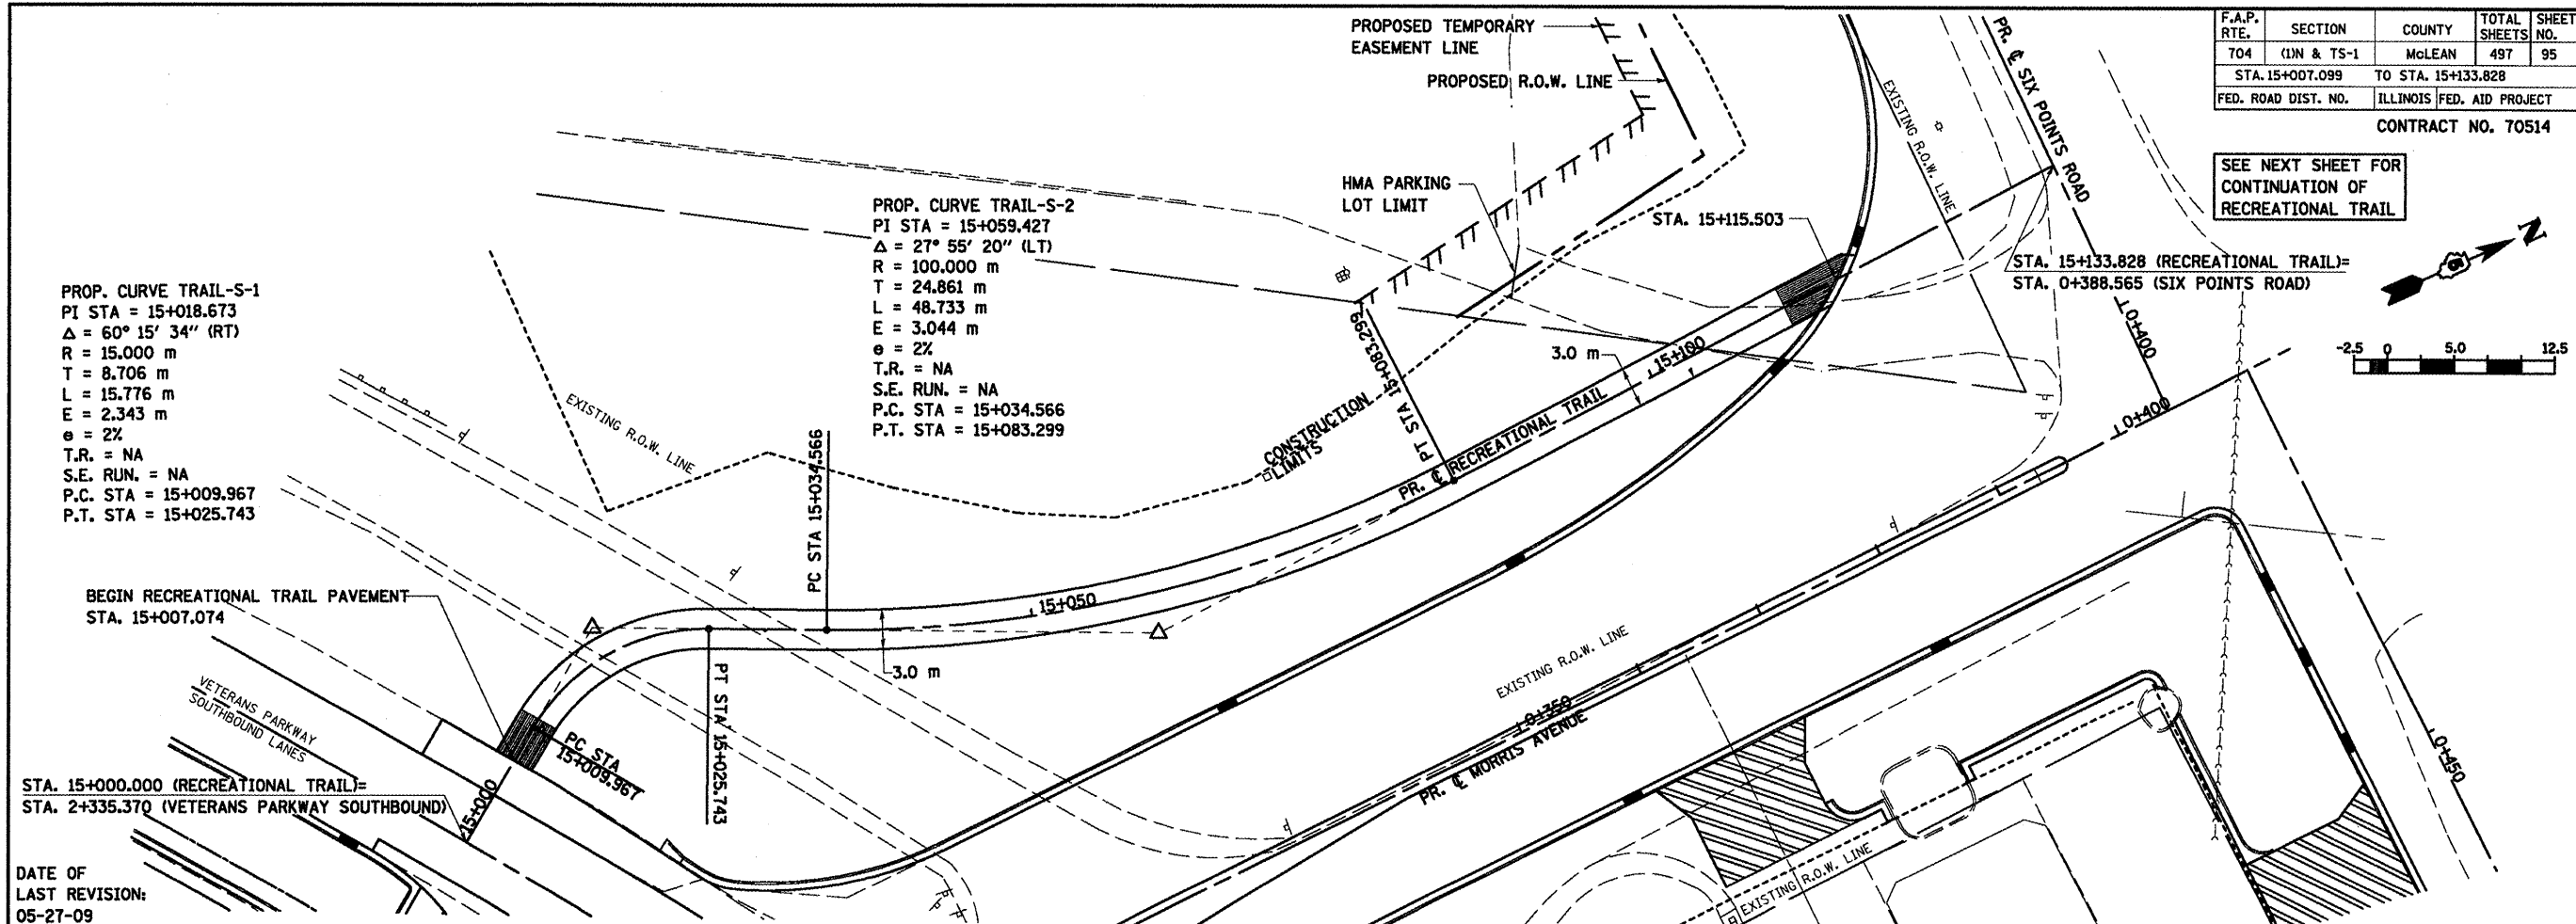 PROPOSED TEMPORARY
EASEMENT LINE
PROPOSED R.O.W. LINE
PR. ℄ SIX POINTS ROAD
F.A.P. RTE. SECTION COUNTY TOTAL SHEETS SHEET NO.
704 (1)N & TS-1 McLEAN 497 95
STA. 15+007.099 TO STA. 15+133.828
FED. ROAD DIST. NO. ILLINOIS FED. AID PROJECT
CONTRACT NO. 70514
SEE NEXT SHEET FOR
CONTINUATION OF
RECREATIONAL TRAIL
EXISTING R.O.W. LINE
HMA PARKING
LOT LIMIT
STA. 15+115.503
STA. 15+133.828 (RECREATIONAL TRAIL)=
STA. 0+388.565 (SIX POINTS ROAD)
N
-2.5 0 5.0 12.5
PROP. CURVE TRAIL-S-2
PI STA = 15+059.427
Δ = 27° 55' 20" (LT)
R = 100.000 m
T = 24.861 m
L = 48.733 m
E = 3.044 m
e = 2%
T.R. = NA
S.E. RUN. = NA
P.C. STA = 15+034.566
P.T. STA = 15+083.299
PROP. CURVE TRAIL-S-1
PI STA = 15+018.673
Δ = 60° 15' 34" (RT)
R = 15.000 m
T = 8.706 m
L = 15.776 m
E = 2.343 m
e = 2%
T.R. = NA
S.E. RUN. = NA
P.C. STA = 15+009.967
P.T. STA = 15+025.743
EXISTING R.O.W. LINE
PT STA 15+083.299
3.0 m
15+100
0+400
0+400
CONSTRUCTION
LIMITS
PR. ℄ RECREATIONAL TRAIL
PC STA 15+034.566
BEGIN RECREATIONAL TRAIL PAVEMENT
STA. 15+007.074
15+050
3.0 m
PT STA 15+025.743
PC STA
15+009.967
VETERANS PARKWAY
SOUTHBOUND LANES
EXISTING R.O.W. LINE
0+350
PR. ℄ MORRIS AVENUE
0+450
STA. 15+000.000 (RECREATIONAL TRAIL)=
STA. 2+335.370 (VETERANS PARKWAY SOUTHBOUND)
15+000
EXISTING R.O.W. LINE
DATE OF
LAST REVISION:
05-27-09